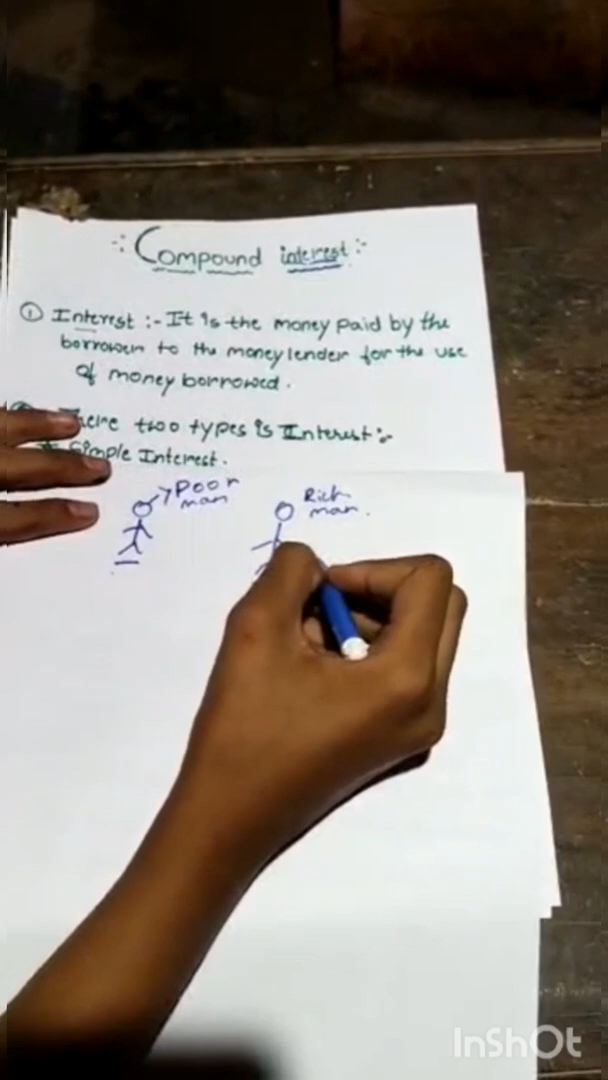 -: Compound interest :-
① Interest :- It is the money paid by the
borrower to the money lender for the use
of money borrowed.
There two types is Interest :-
Simple Interest.
Poor
man
Rich
man.
InShOt